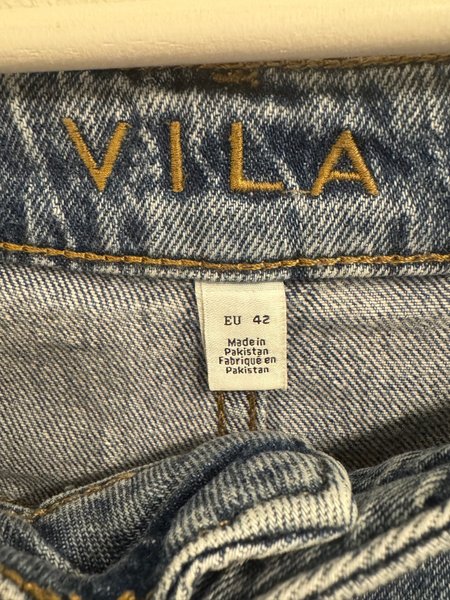 VILA
EU 42
Made in
Pakistan
Fabriqué en
Pakistan